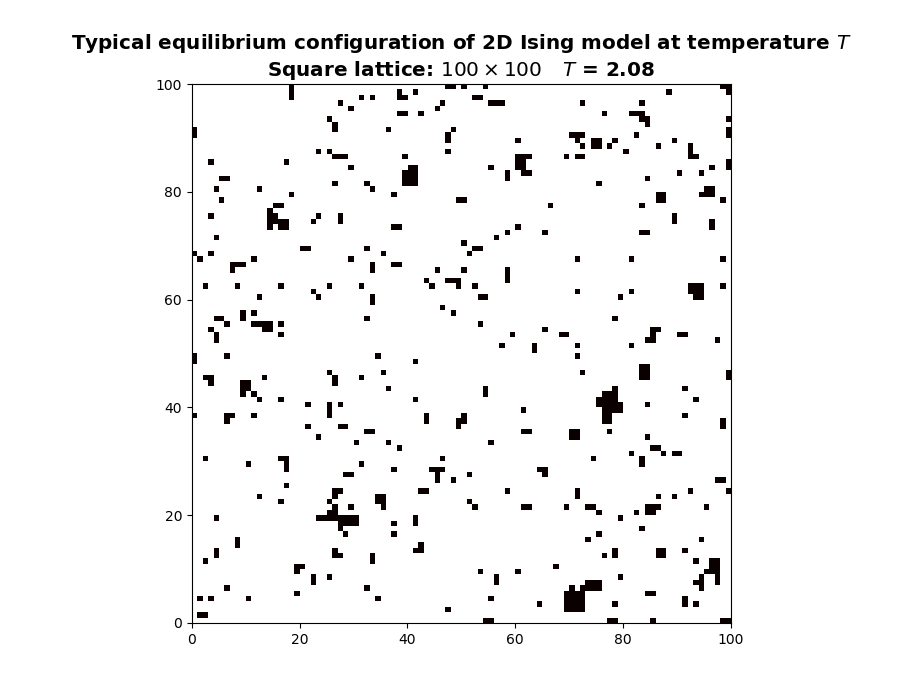 Typical equilibrium configuration of 2D Ising model at temperature T
Square lattice: 100 × 100 T = 2.08
100
80
60
40
20
0
0 20 40 60 80 100